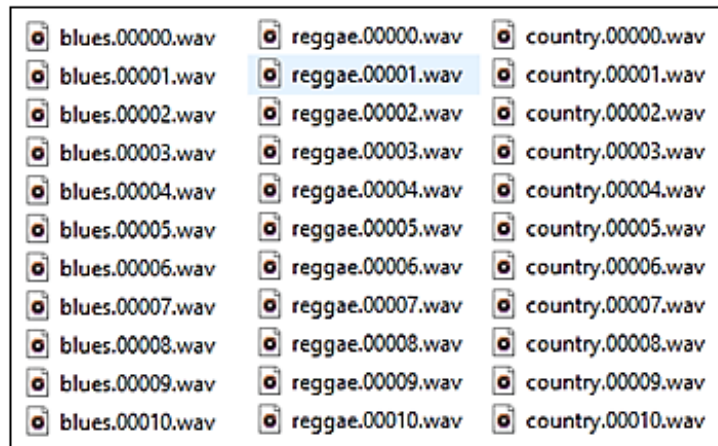 blues.00000.wav reggae.00000.wav country.00000.wav
blues.00001.wav reggae.00001.wav country.00001.wav
blues.00002.wav reggae.00002.wav country.00002.wav
blues.00003.wav reggae.00003.wav country.00003.wav
blues.00004.wav reggae.00004.wav country.00004.wav
blues.00005.wav reggae.00005.wav country.00005.wav
blues.00006.wav reggae.00006.wav country.00006.wav
blues.00007.wav reggae.00007.wav country.00007.wav
blues.00008.wav reggae.00008.wav country.00008.wav
blues.00009.wav reggae.00009.wav country.00009.wav
blues.00010.wav reggae.00010.wav country.00010.wav